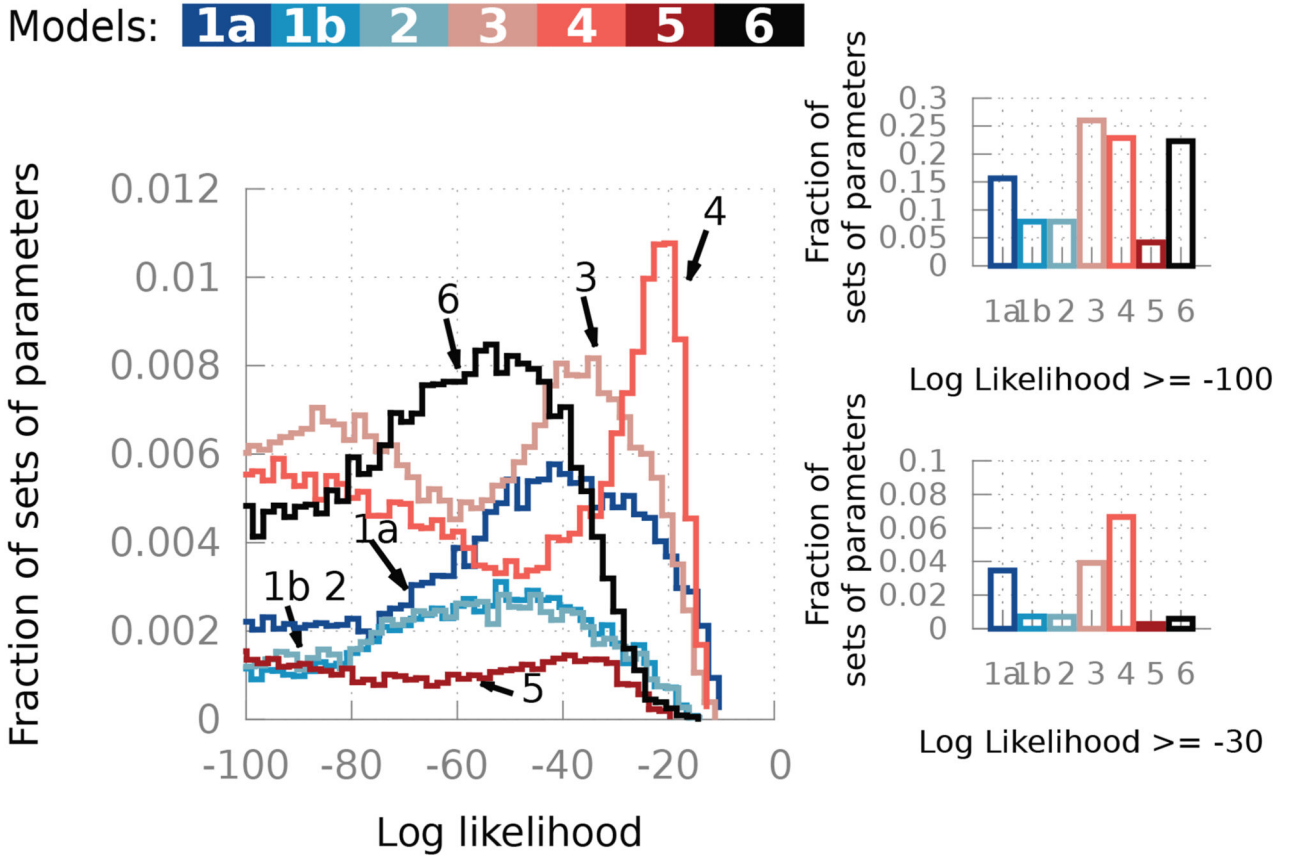 Models: 1a 1b 2 3 4 5 6
Fraction of sets of parameters
0.012
0.01
0.008
0.006
0.004
0.002
0
-100 -80 -60 -40 -20 0
Log likelihood
4
3
6
1a
1b 2
5
Fraction of
sets of parameters
0.3
0.25
0.2
0.15
0.1
0.05
0
1a 1b 2 3 4 5 6
Log Likelihood >= -100
Fraction of
sets of parameters
0.1
0.08
0.06
0.04
0.02
0
1a 1b 2 3 4 5 6
Log Likelihood >= -30